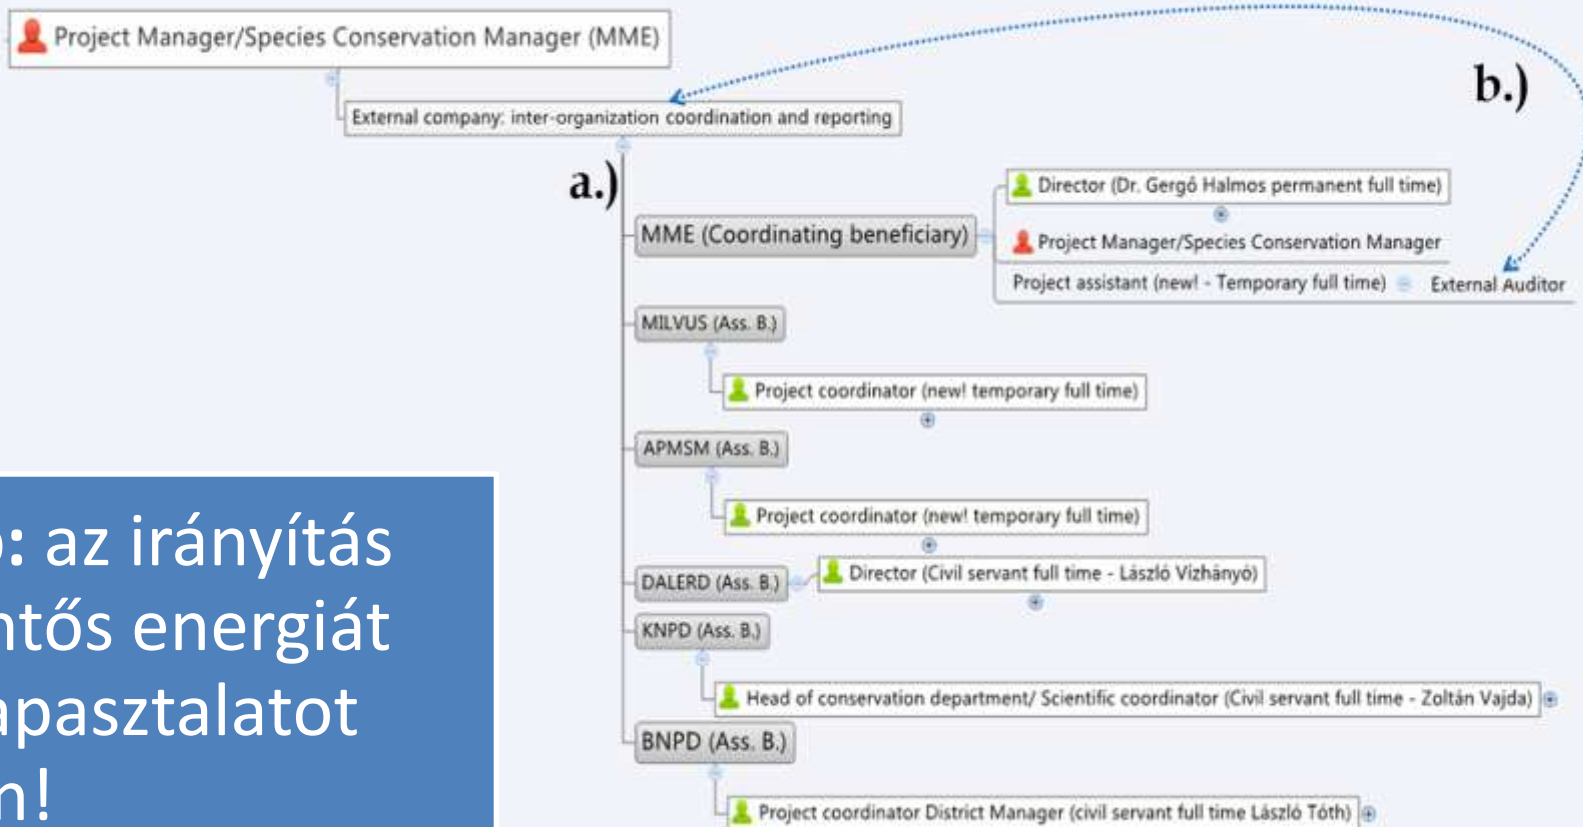 Project Manager/Species Conservation Manager (MME)
External company: inter-organization coordination and reporting
b.)
a.)
MME (Coordinating beneficiary)
Director (Dr. Gergő Halmos permanent full time)
Project Manager/Species Conservation Manager
Project assistant (new! - Temporary full time)
External Auditor
MILVUS (Ass. B.)
Project coordinator (new! temporary full time)
APMSM (Ass. B.)
Project coordinator (new! temporary full time)
DALERD (Ass. B.)
Director (Civil servant full time - László Vízhányó)
KNPD (Ass. B.)
Head of conservation department/ Scientific coordinator (Civil servant full time - Zoltán Vajda)
BNPD (Ass. B.)
Project coordinator District Manager (civil servant full time László Tóth)
: az irányítás
energiát